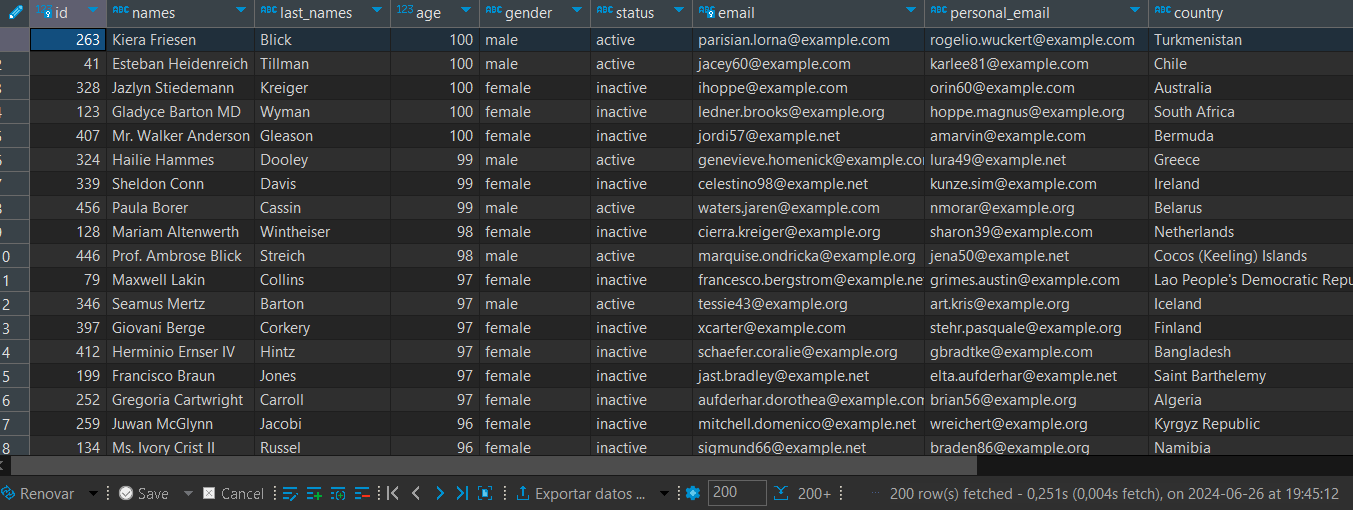 id ABC names ABC last_names 123 age ABC gender ABC status ABC email ABC personal_email ABC country
263 Kiera Friesen Blick 100 male active parisian.lorna@example.com rogelio.wuckert@example.com Turkmenistan
2 41 Esteban Heidenreich Tillman 100 male active jacey60@example.com karlee81@example.com Chile
3 328 Jazlyn Stiedemann Kreiger 100 female inactive ihoppe@example.com orin60@example.com Australia
4 123 Gladyce Barton MD Wyman 100 female inactive ledner.brooks@example.org hoppe.magnus@example.org South Africa
5 407 Mr. Walker Anderson Gleason 100 female inactive jordi57@example.net amarvin@example.com Bermuda
6 324 Hailie Hammes Dooley 99 male active genevieve.homenick@example.co lura49@example.net Greece
7 339 Sheldon Conn Davis 99 female inactive celestino98@example.net kunze.sim@example.com Ireland
8 456 Paula Borer Cassin 99 male active waters.jaren@example.com nmorar@example.org Belarus
9 128 Mariam Altenwerth Wintheiser 98 female inactive cierra.kreiger@example.org sharon39@example.com Netherlands
0 446 Prof. Ambrose Blick Streich 98 male active marquise.ondricka@example.org jena50@example.net Cocos (Keeling) Islands
1 79 Maxwell Lakin Collins 97 female inactive francesco.bergstrom@example.ne grimes.austin@example.com Lao People's Democratic Repu
2 346 Seamus Mertz Barton 97 male active tessie43@example.org art.kris@example.org Iceland
3 397 Giovani Berge Corkery 97 female inactive xcarter@example.com stehr.pasquale@example.org Finland
4 412 Herminio Ernser IV Hintz 97 female inactive schaefer.coralie@example.org gbradtke@example.com Bangladesh
5 199 Francisco Braun Jones 97 female inactive jast.bradley@example.net elta.aufderhar@example.net Saint Barthelemy
6 252 Gregoria Cartwright Carroll 97 female inactive aufderhar.dorothea@example.com brian56@example.org Algeria
7 259 Juwan McGlynn Jacobi 96 female inactive mitchell.domenico@example.net wreichert@example.org Kyrgyz Republic
8 134 Ms. Ivory Crist II Russel 96 female inactive sigmund66@example.net braden86@example.org Namibia
Renovar Save Cancel Exportar datos ... 200 200+ 200 row(s) fetched - 0,251s (0,004s fetch), on 2024-06-26 at 19:45:12